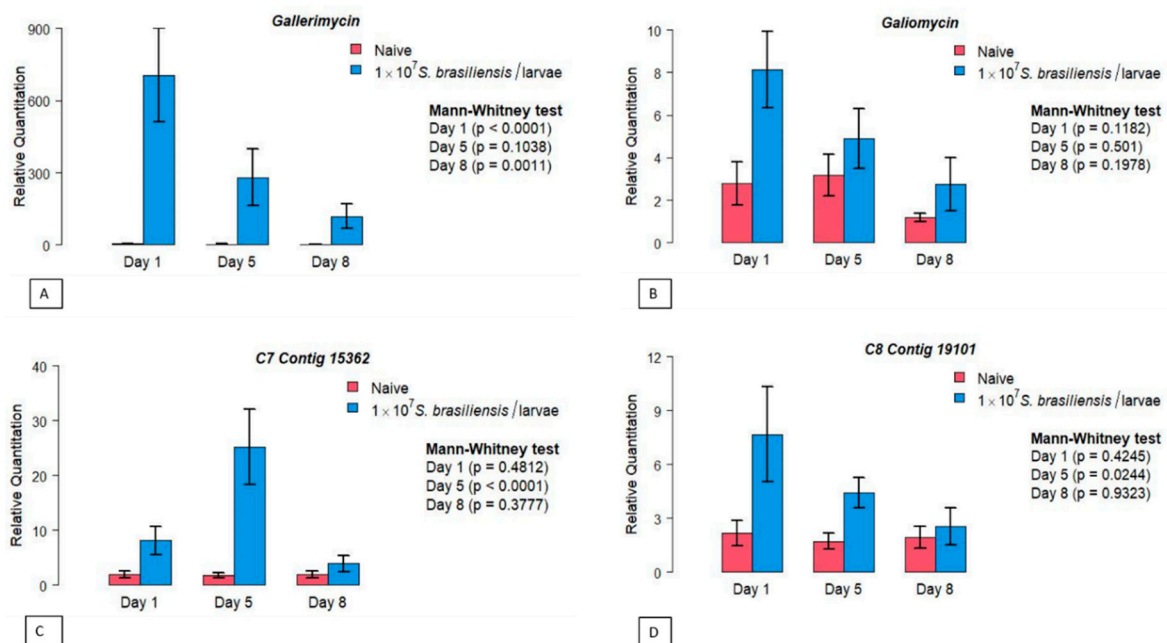 Gallerimycin
Relative Quantitation
900
600
300
0
Naive
1×10⁷ S. brasiliensis/larvae
Mann-Whitney test
Day 1 (p < 0.0001)
Day 5 (p = 0.1038)
Day 8 (p = 0.0011)
Day 1 Day 5 Day 8
A
Galiomycin
Relative Quantitation
10
8
6
4
2
0
Naive
1×10⁷ S. brasiliensis/larvae
Mann-Whitney test
Day 1 (p = 0.1182)
Day 5 (p = 0.501)
Day 8 (p = 0.1978)
Day 1 Day 5 Day 8
B
C7 Contig 15362
Relative Quantitation
40
30
20
10
0
Naive
1×10⁷ S. brasiliensis/larvae
Mann-Whitney test
Day 1 (p = 0.4812)
Day 5 (p < 0.0001)
Day 8 (p = 0.3777)
Day 1 Day 5 Day 8
C
C8 Contig 19101
Relative Quantitation
12
9
6
3
0
Naive
1×10⁷ S. brasiliensis/larvae
Mann-Whitney test
Day 1 (p = 0.4245)
Day 5 (p = 0.0244)
Day 8 (p = 0.9323)
Day 1 Day 5 Day 8
D